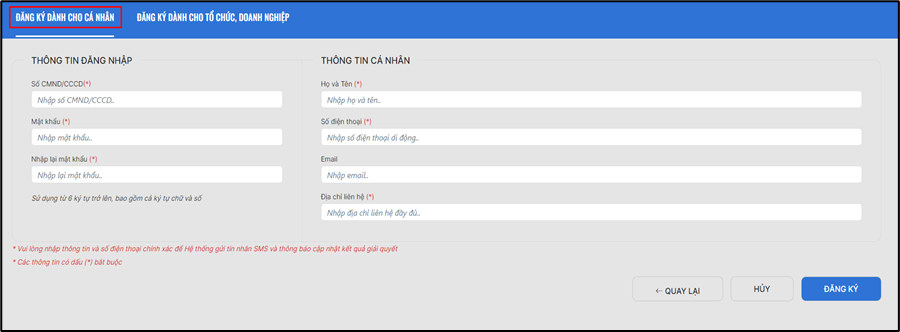 ĐĂNG KÝ DÀNH CHO CÁ NHÂN
ĐĂNG KÝ DÀNH CHO TỔ CHỨC, DOANH NGHIỆP
THÔNG TIN ĐĂNG NHẬP
Số CMND/CCCD(*)
Nhập số CMND/CCCD..
Mật khẩu (*)
Nhập mật khẩu..
Nhập lại mật khẩu (*)
Nhập lại mật khẩu..
Sử dụng từ 6 ký tự trở lên, bao gồm cả ký tự chữ và số
THÔNG TIN CÁ NHÂN
Họ và Tên (*)
Nhập họ và tên..
Số điện thoại (*)
Nhập số điện thoại di động..
Email
Nhập email..
Địa chỉ liên hệ (*)
Nhập địa chỉ liên hệ đầy đủ..
* Vui lòng nhập thông tin và số điện thoại chính xác để Hệ thống gửi tin nhắn SMS và thông báo cập nhật kết quả giải quyết
* Các thông tin có dấu (*) bắt buộc
← QUAY LẠI
HỦY
ĐĂNG KÝ